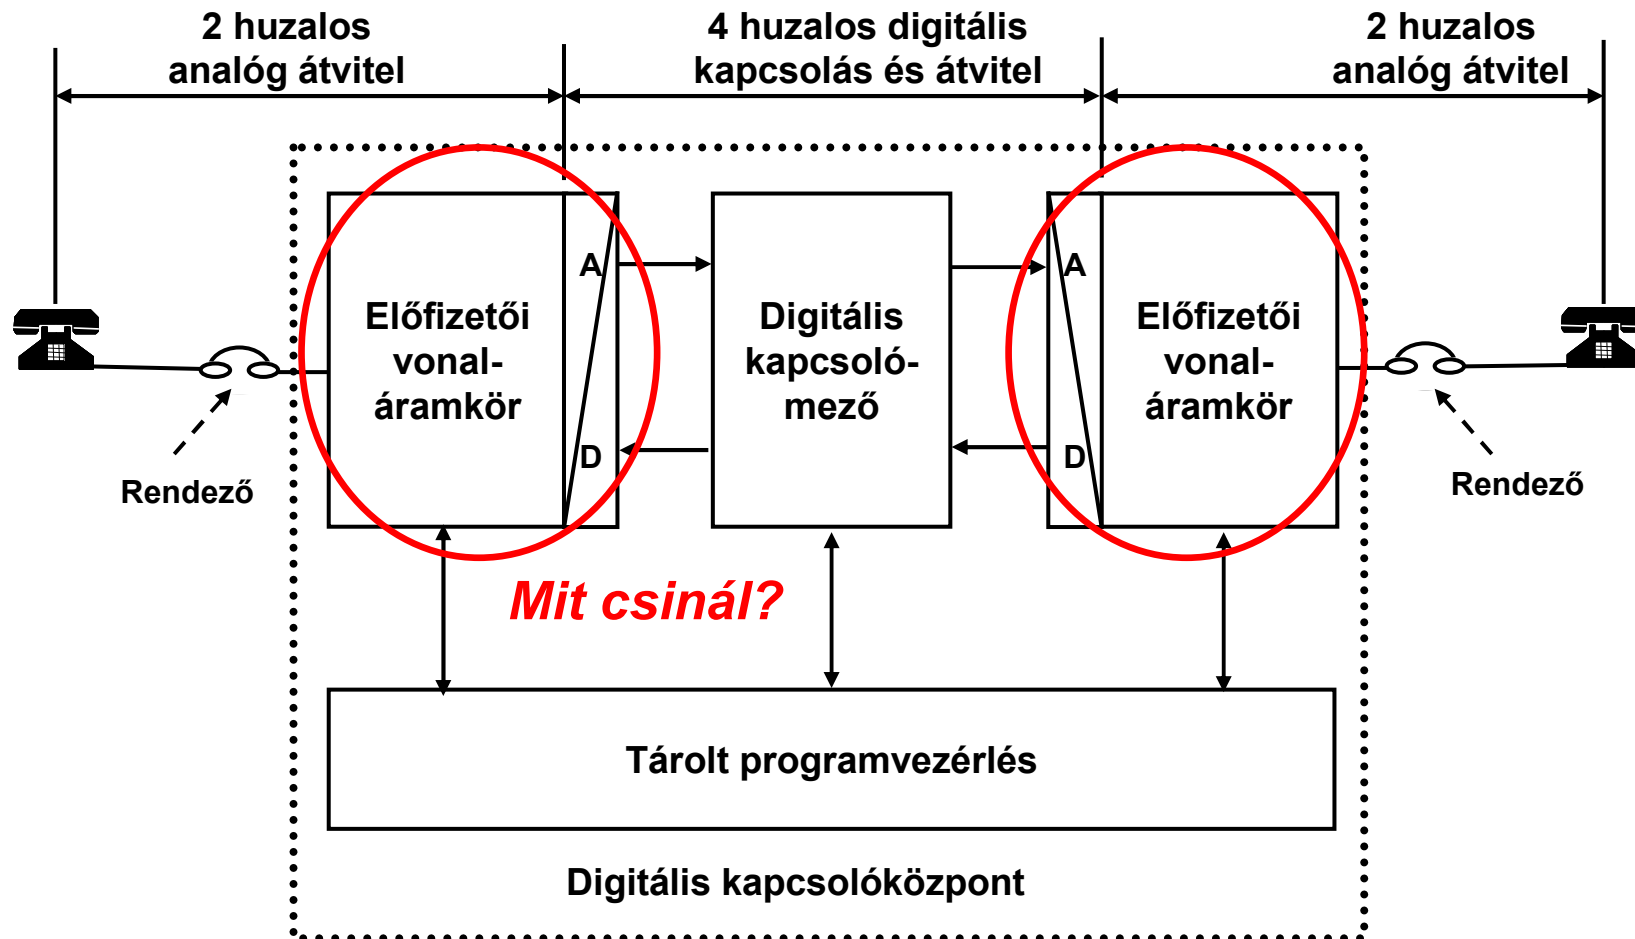 2 huzalos
analóg átvitel
4 huzalos digitális
kapcsolás és átvitel
2 huzalos
analóg átvitel
Előfizetői
vonal-
áramkör
A
D
Digitális
kapcsoló-
mező
A
D
Előfizetői
vonal-
áramkör
Rendező
Rendező
Mit csinál?
Tárolt programvezérlés
Digitális kapcsolóközpont